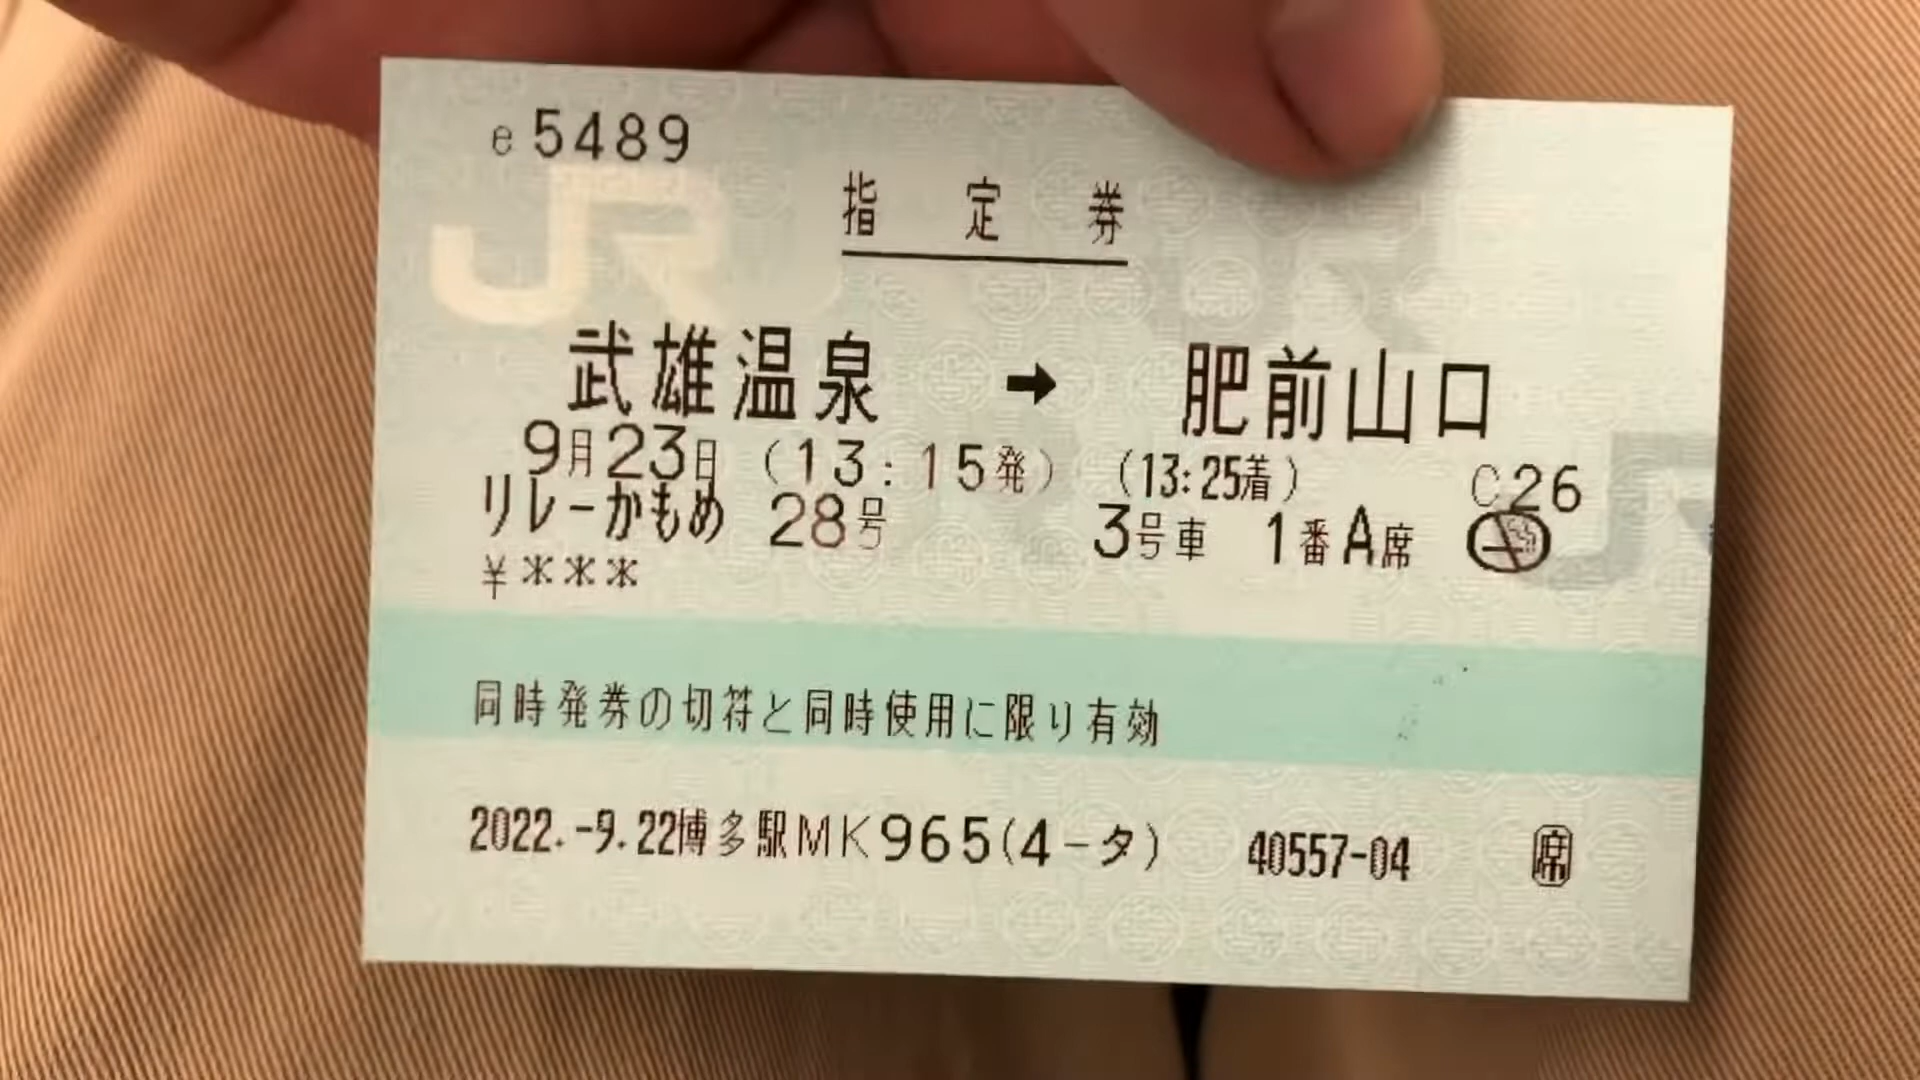 e5489
指定券
武雄温泉 → 肥前山口
9月23日 (13:15発) (13:25着) C26
リレーかもめ 28号 3号車 1番A席
¥***
同時発券の切符と同時使用に限り有効
2022.-9.22博多駅MK965(4-タ) 40557-04 席
JR